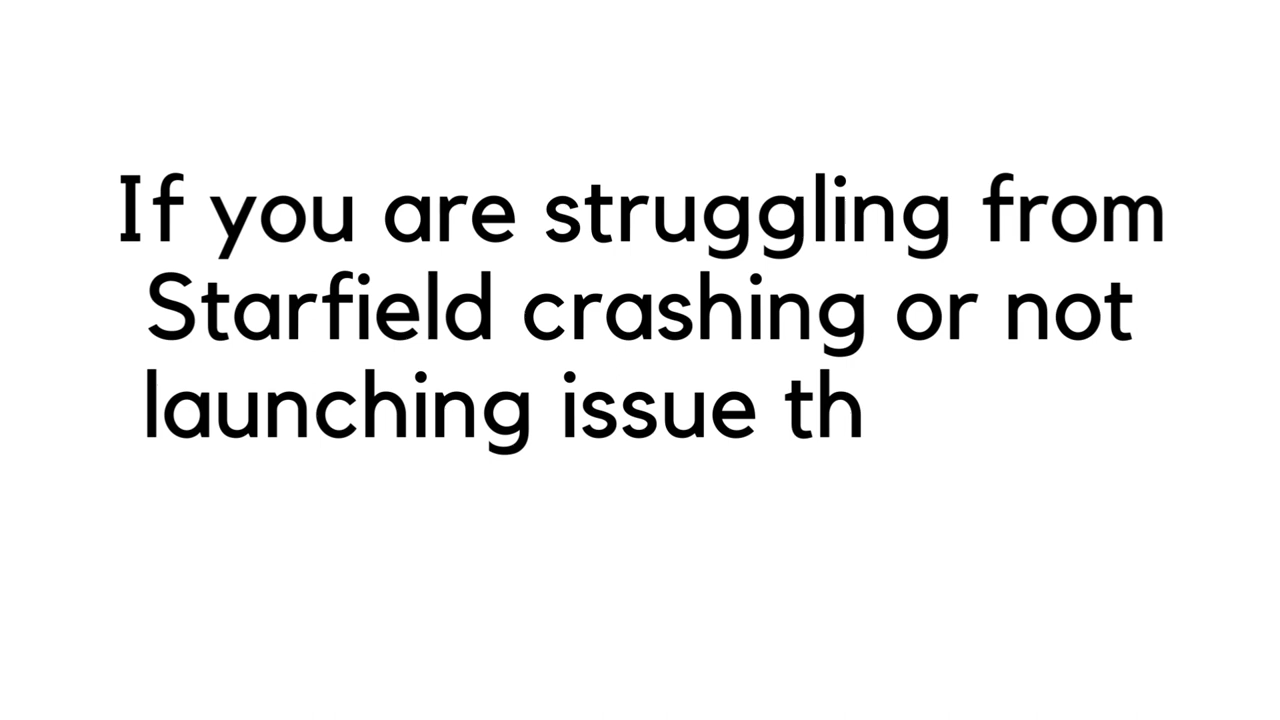 If you are struggling from
Starfield crashing or not
launching issue th